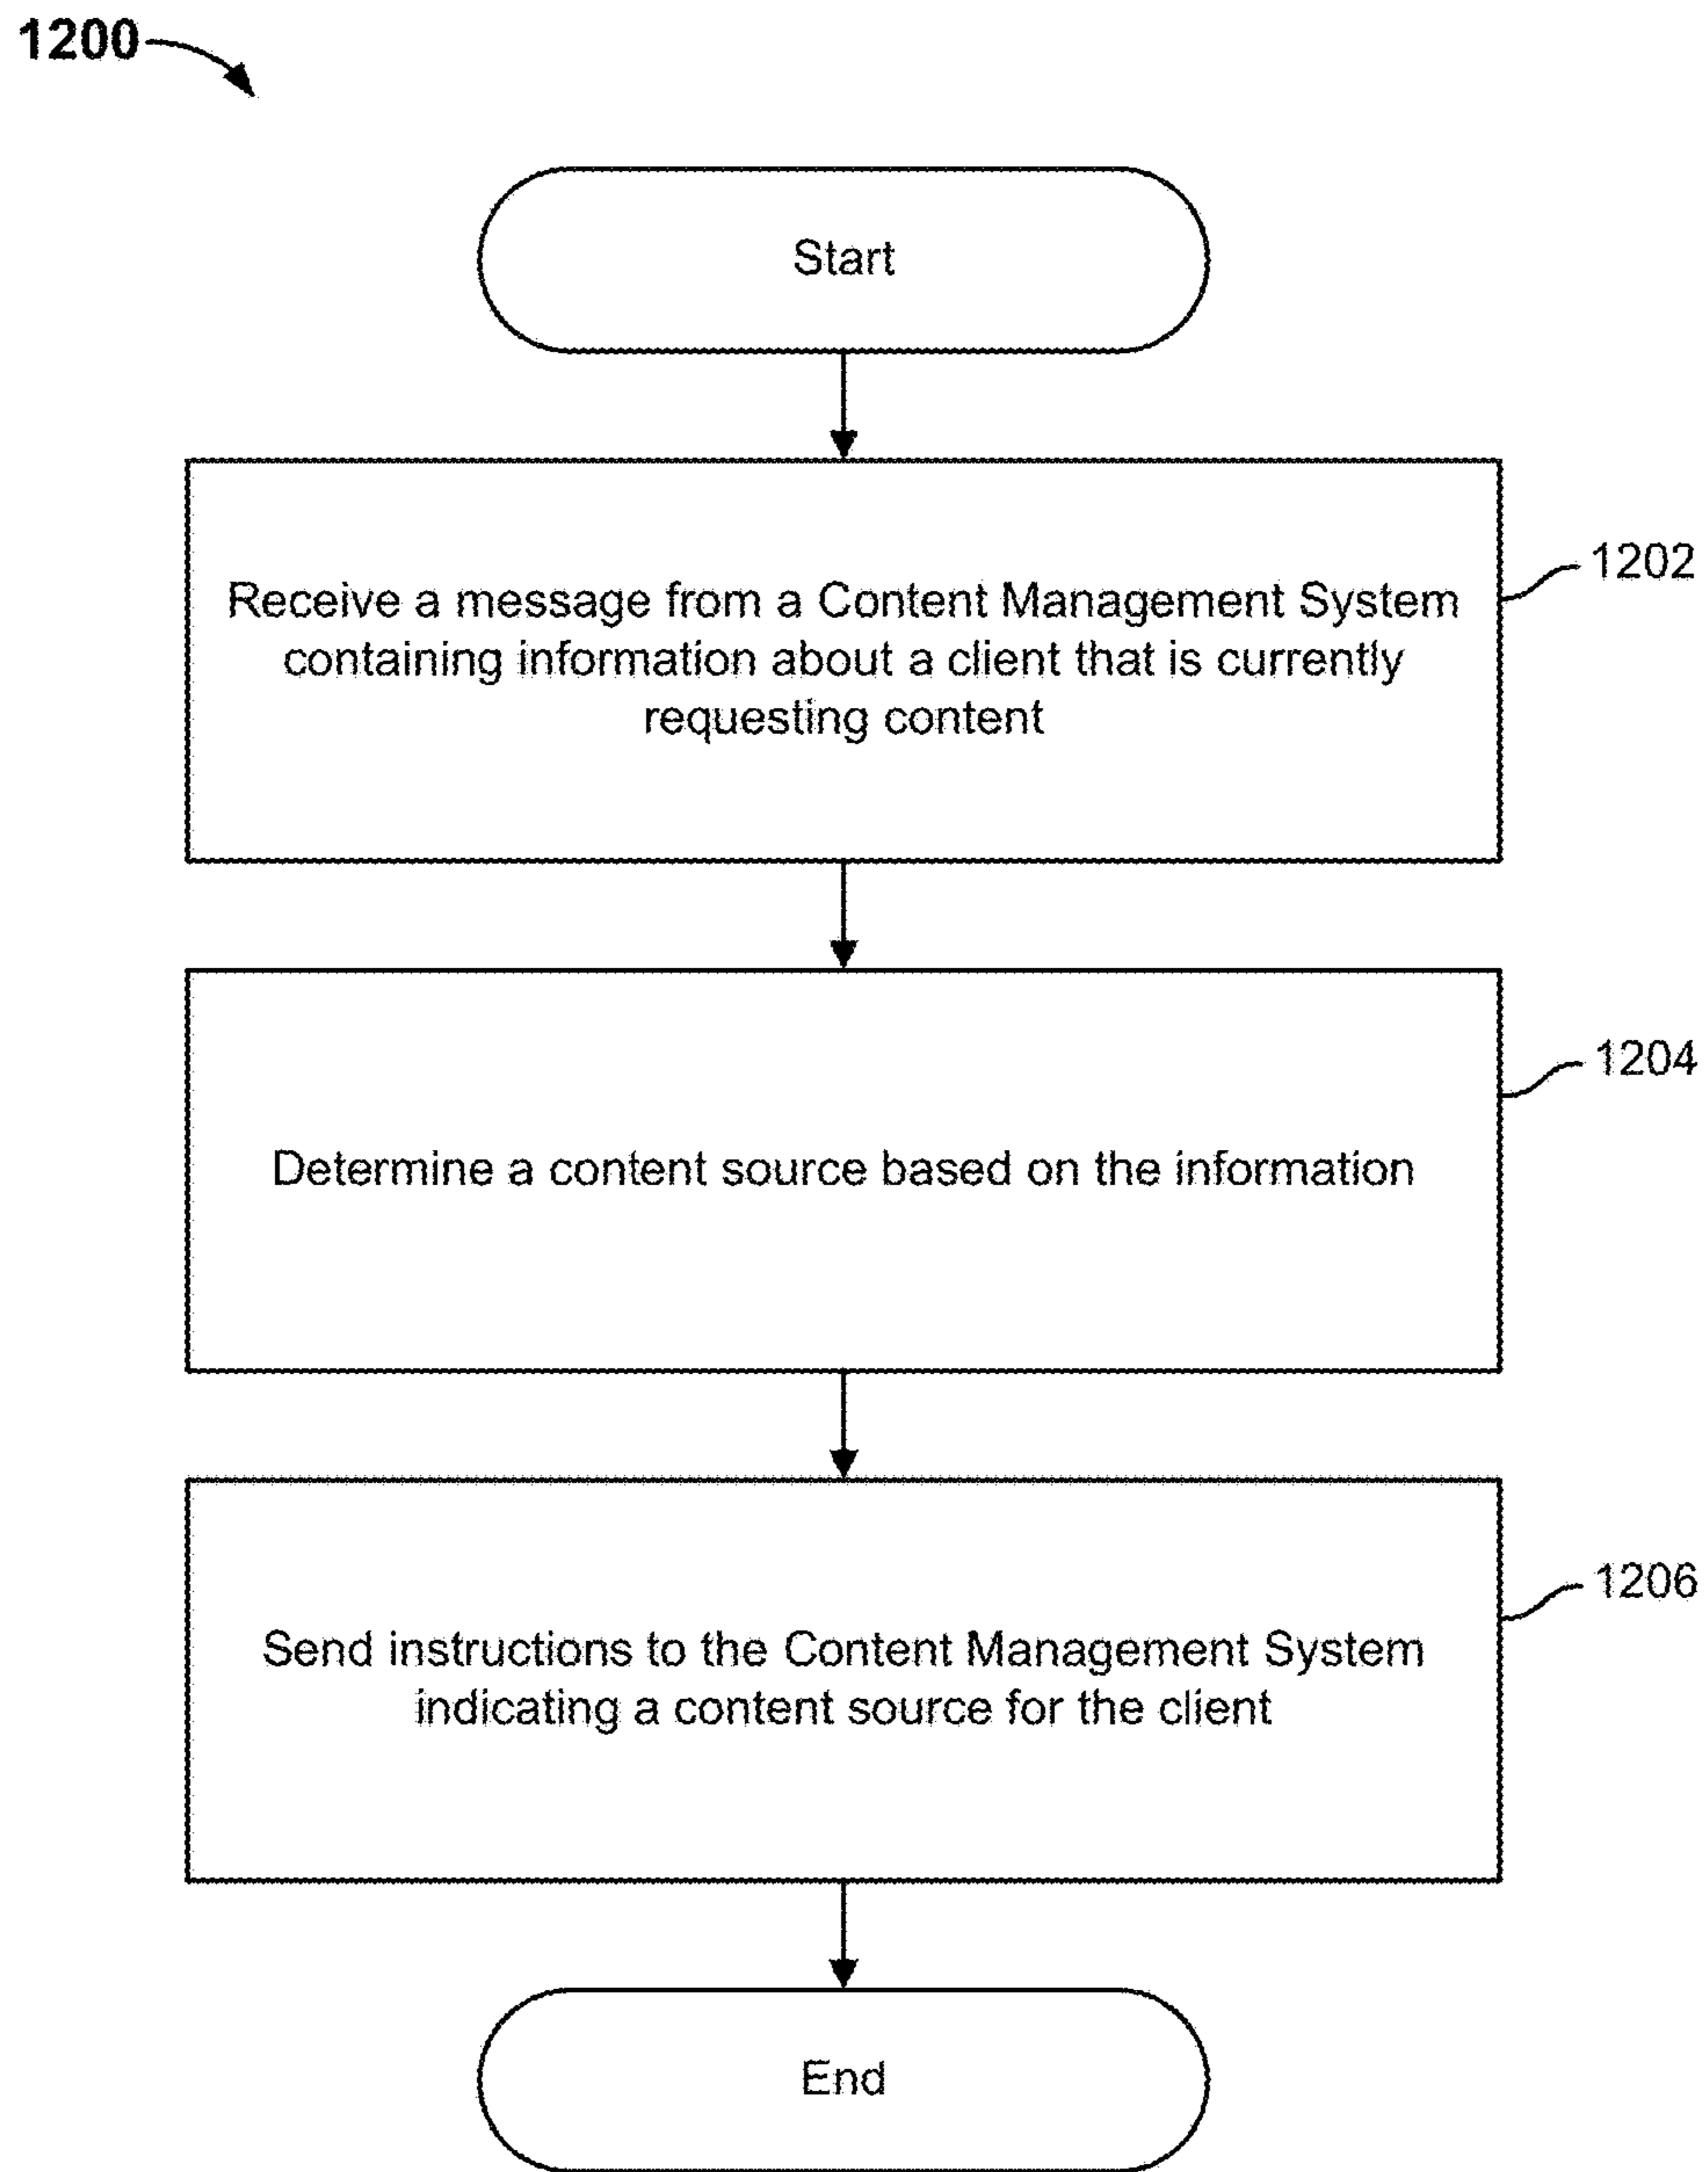 1200
Start
Receive a message from a Content Management System
containing information about a client that is currently
requesting content
1202
Determine a content source based on the information
1204
Send instructions to the Content Management System
indicating a content source for the client
1206
End